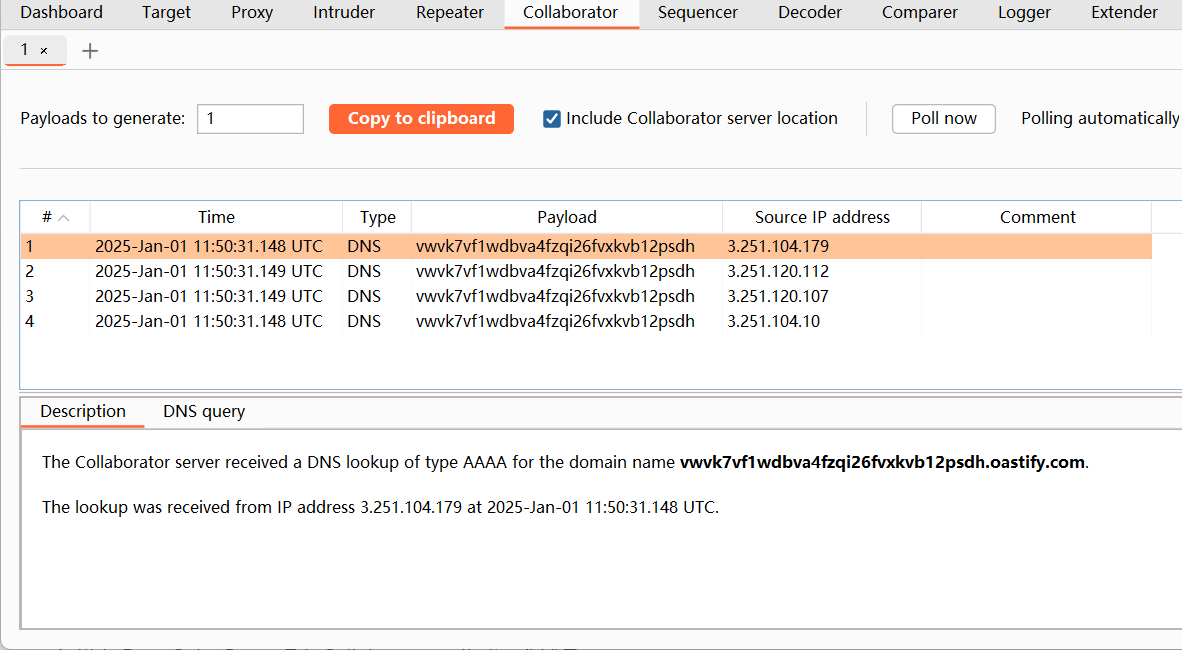 Dashboard Target Proxy Intruder Repeater Collaborator Sequencer Decoder Comparer Logger Extender
1 × +
Payloads to generate: 1 Copy to clipboard Include Collaborator server location Poll now Polling automatically
# Time Type Payload Source IP address Comment
1 2025-Jan-01 11:50:31.148 UTC DNS vwvk7vf1wdbva4fzqi26fvxkvb12psdh 3.251.104.179
2 2025-Jan-01 11:50:31.149 UTC DNS vwvk7vf1wdbva4fzqi26fvxkvb12psdh 3.251.120.112
3 2025-Jan-01 11:50:31.149 UTC DNS vwvk7vf1wdbva4fzqi26fvxkvb12psdh 3.251.120.107
4 2025-Jan-01 11:50:31.148 UTC DNS vwvk7vf1wdbva4fzqi26fvxkvb12psdh 3.251.104.10
Description DNS query
The Collaborator server received a DNS lookup of type AAAA for the domain name vwvk7vf1wdbva4fzqi26fvxkvb12psdh.oastify.com.
The lookup was received from IP address 3.251.104.179 at 2025-Jan-01 11:50:31.148 UTC.